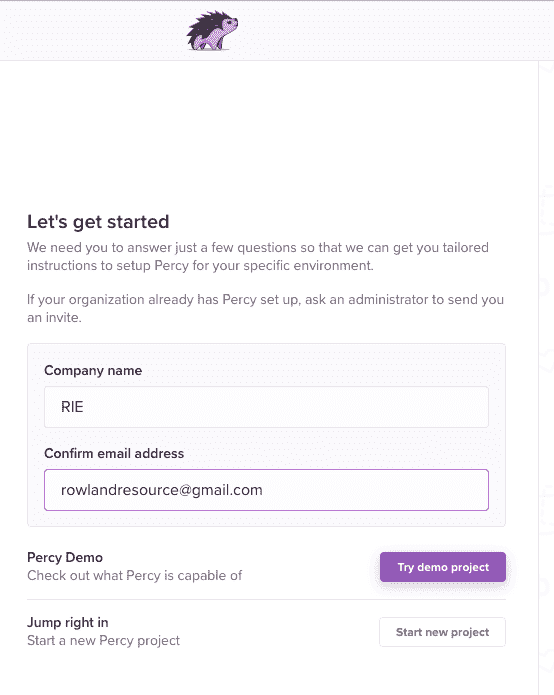 Let's get started
We need you to answer just a few questions so that we can get you tailored
instructions to setup Percy for your specific environment.
If your organization already has Percy set up, ask an administrator to send you
an invite.
Company name
RIE
Confirm email address
rowlandresource@gmail.com
Percy Demo
Check out what Percy is capable of
Try demo project
Jump right in
Start a new Percy project
Start new project